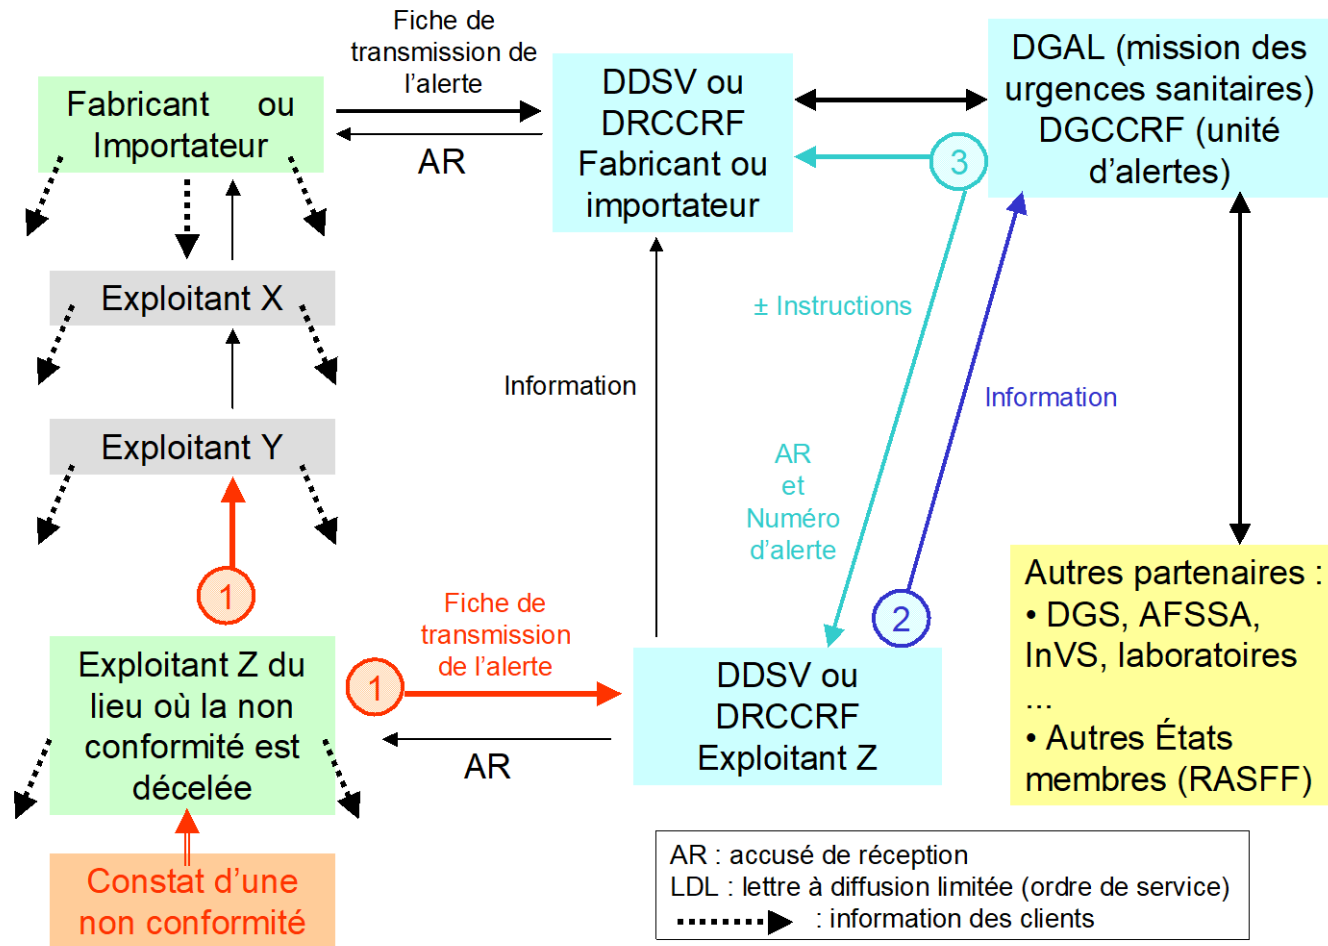 Fiche de
transmission de
l'alerte
Fabricant ou
Importateur
AR
DDSV ou
DRCCRF
Fabricant ou
importateur
DGAL (mission des
urgences sanitaires)
DGCCRF (unité
d'alertes)
3
Exploitant X
± Instructions
Information
Information
Exploitant Y
AR
et
Numéro
d'alerte
1
Fiche de
transmission
de l'alerte
2
Autres partenaires :
• DGS, AFSSA,
InVS, laboratoires
...
• Autres États
membres (RASFF)
Exploitant Z du
lieu où la non
conformité est
décelée
1
AR
DDSV ou
DRCCRF
Exploitant Z
Constat d'une
non conformité
AR : accusé de réception
LDL : lettre à diffusion limitée (ordre de service)
: information des clients